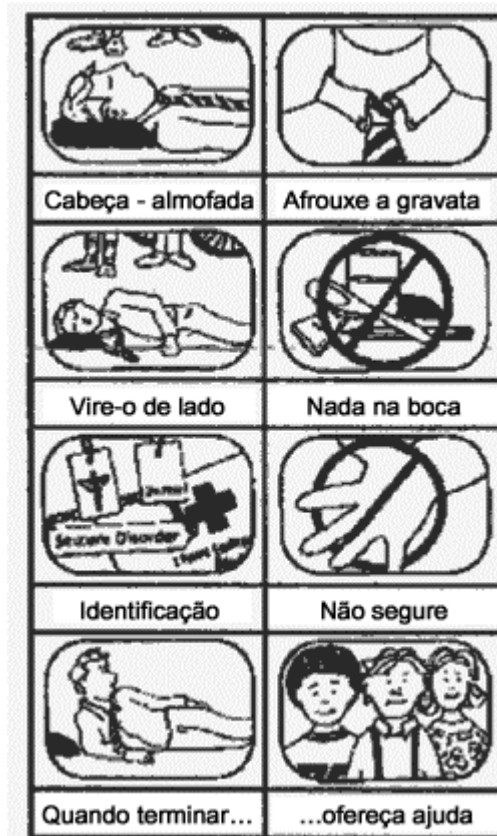 Cabeça - almofada
Afrouxe a gravata
Vire-o de lado
Nada na boca
Seizure Disorder
Identificação
Não segure
Quando terminar...
...ofereça ajuda